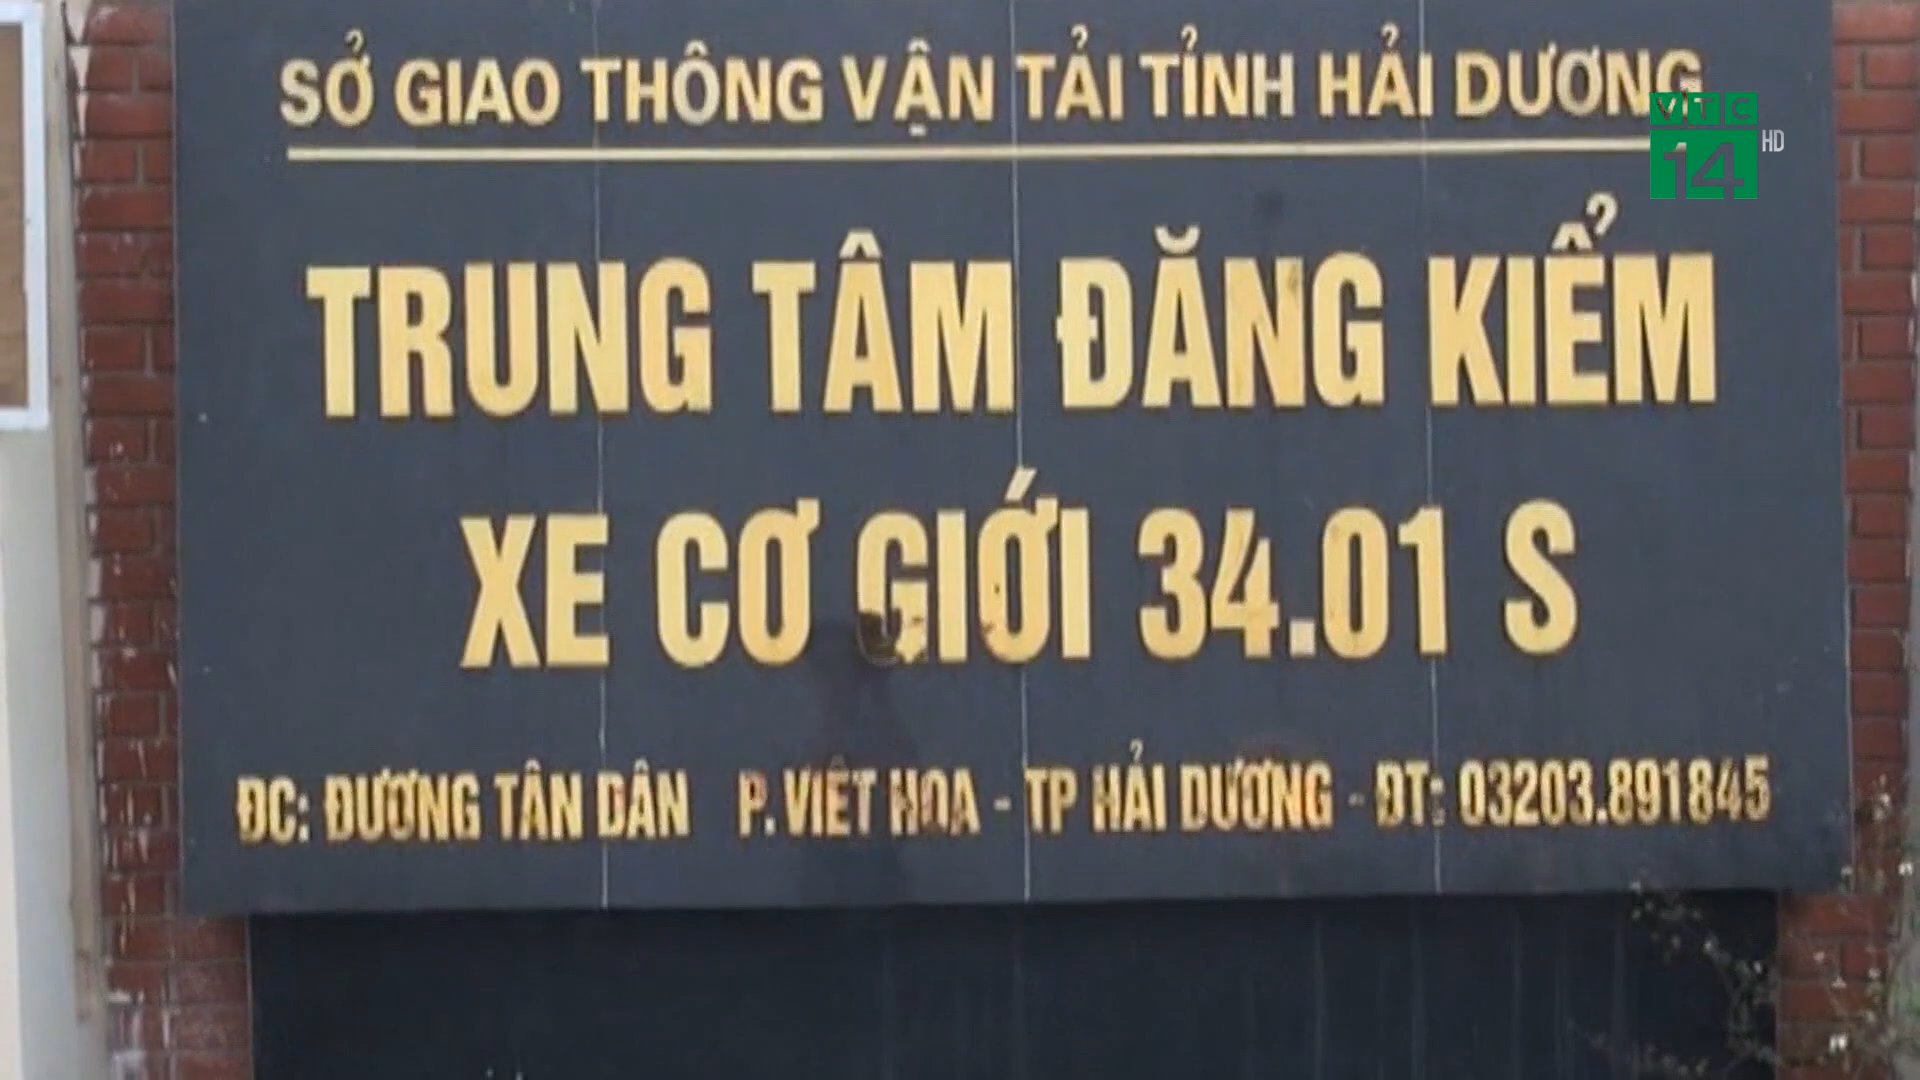 SỞ GIAO THÔNG VẬN TẢI TỈNH HẢI DƯƠNG
VTC
14 HD
TRUNG TÂM ĐĂNG KIỂM
XE CƠ GIỚI 34.01 S
ĐC: ĐƯƠNG TÂN DÂN P. VIỆT HOA - TP HẢI DƯƠNG - ĐT: 03203.891845